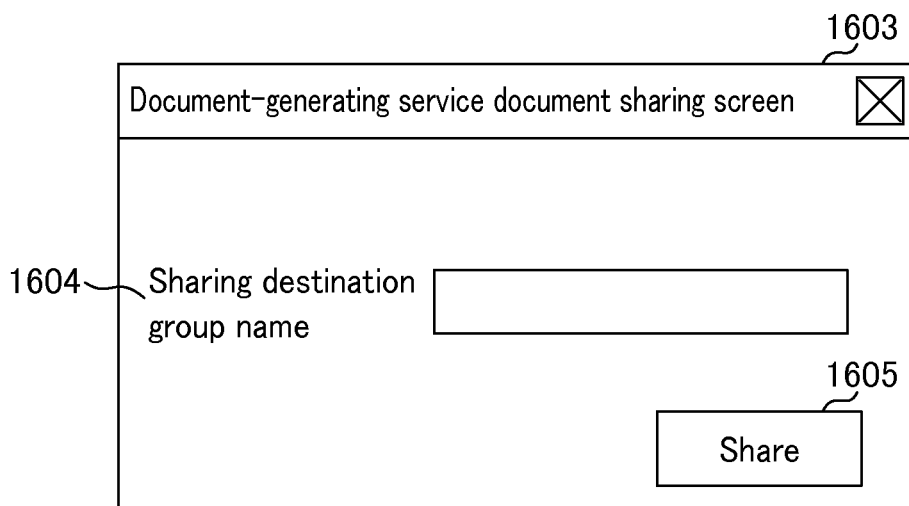 1603
Document-generating service document sharing screen
1604
Sharing destination
group name
1605
Share